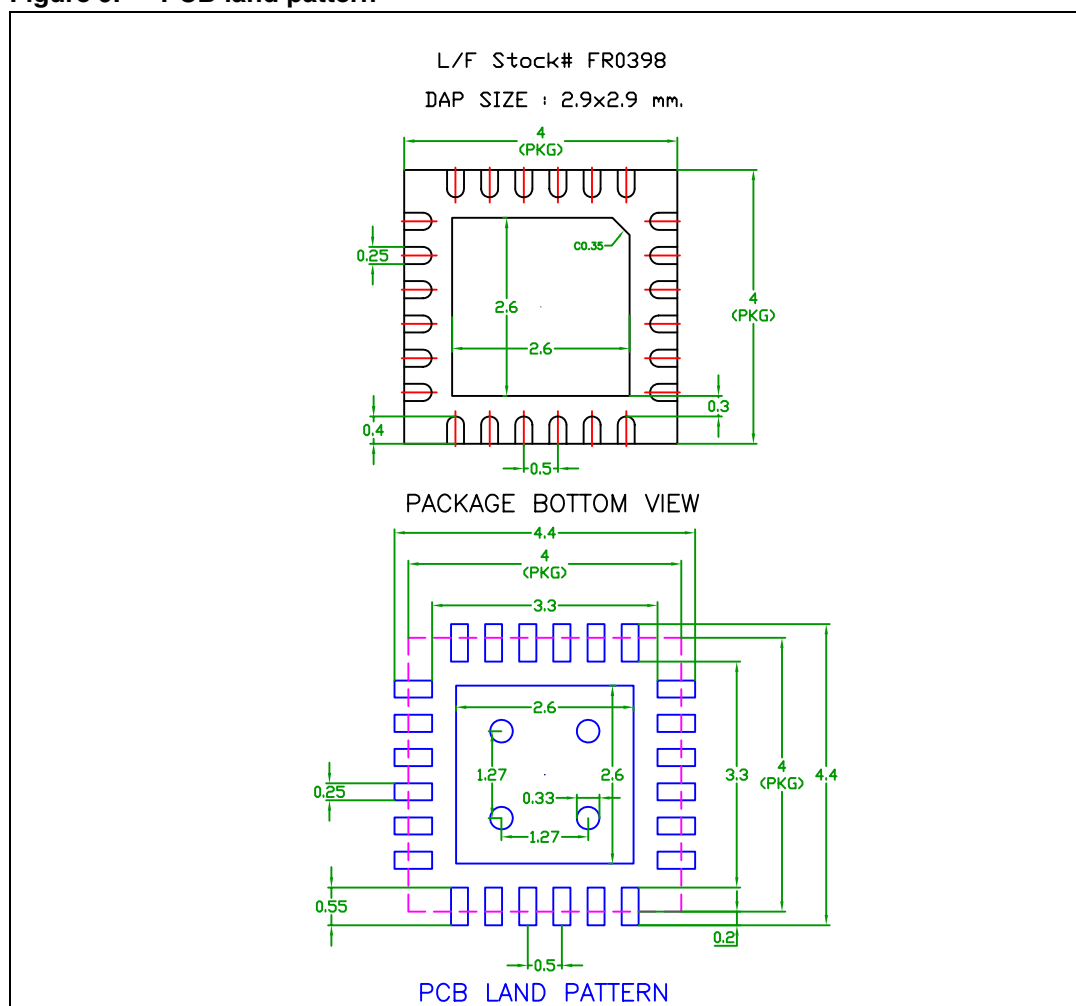 L/F Stock# FR0398
DAP SIZE : 2.9x2.9 mm.
4
(PKG)
C0.35
0.25
2.6
4
(PKG)
2.6
0.3
0.4
0.5
PACKAGE BOTTOM VIEW
4.4
4
(PKG)
3.3
2.6
1.27
2.6
3.3
4
(PKG)
4.4
0.25
0.33
1.27
0.55
0.2
0.5
PCB LAND PATTERN